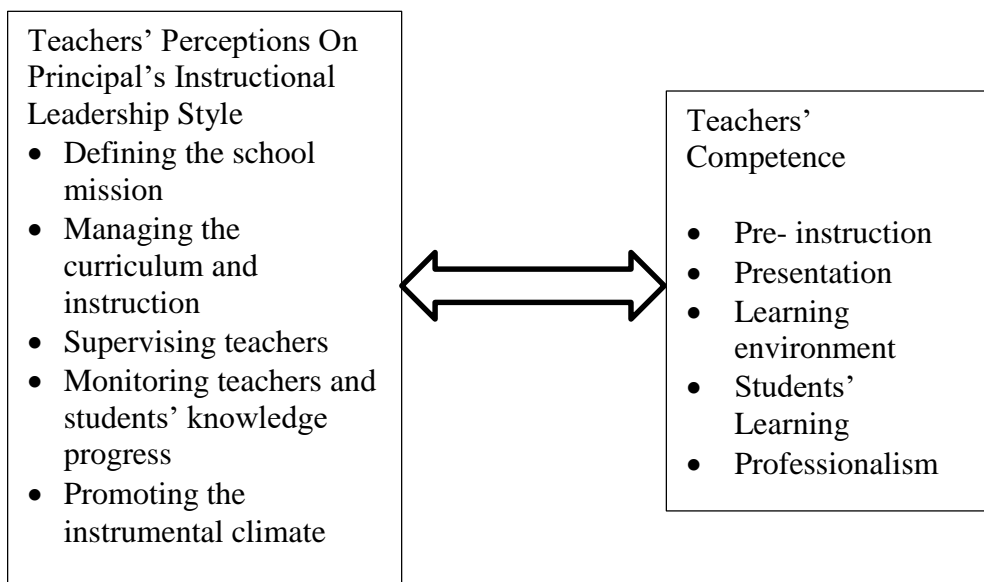 Teachers’ Perceptions On
Principal’s Instructional
Leadership Style
• Defining the school
mission
• Managing the
curriculum and
instruction
• Supervising teachers
• Monitoring teachers and
students’ knowledge
progress
• Promoting the
instrumental climate
Teachers’
Competence
• Pre- instruction
• Presentation
• Learning
environment
• Students’
Learning
• Professionalism